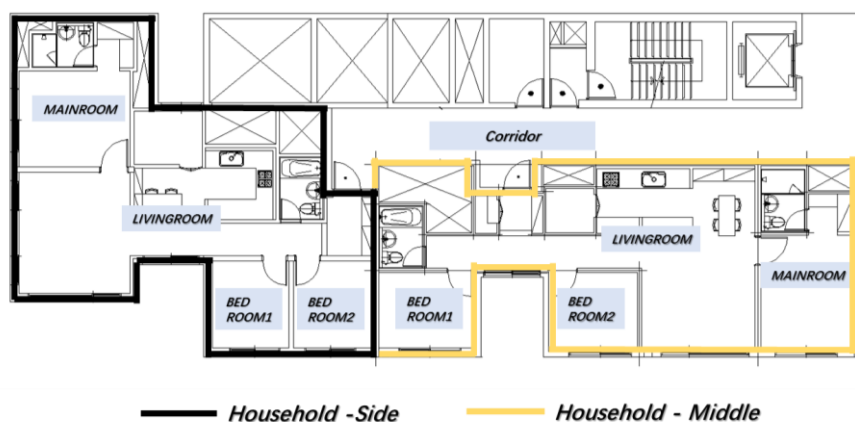 Corridor
MAINROOM
LIVINGROOM
BED
ROOM1
BED
ROOM2
LIVINGROOM
MAINROOM
BED
ROOM1
BED
ROOM2
Household -Side
Household - Middle